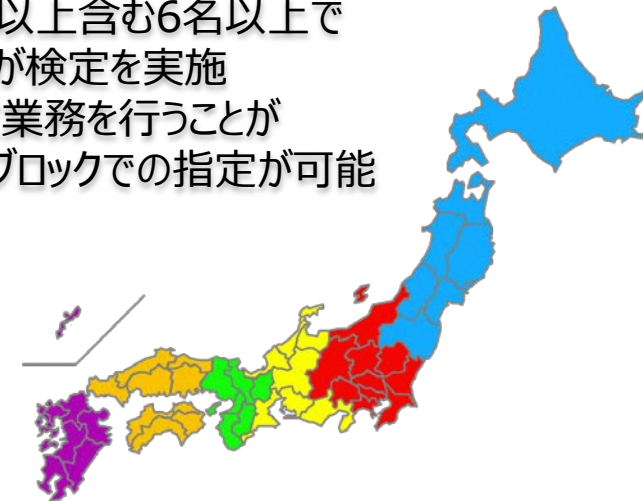 以上含む6名以上で
が検定を実施
業務を行うことが
ブロックでの指定が可能